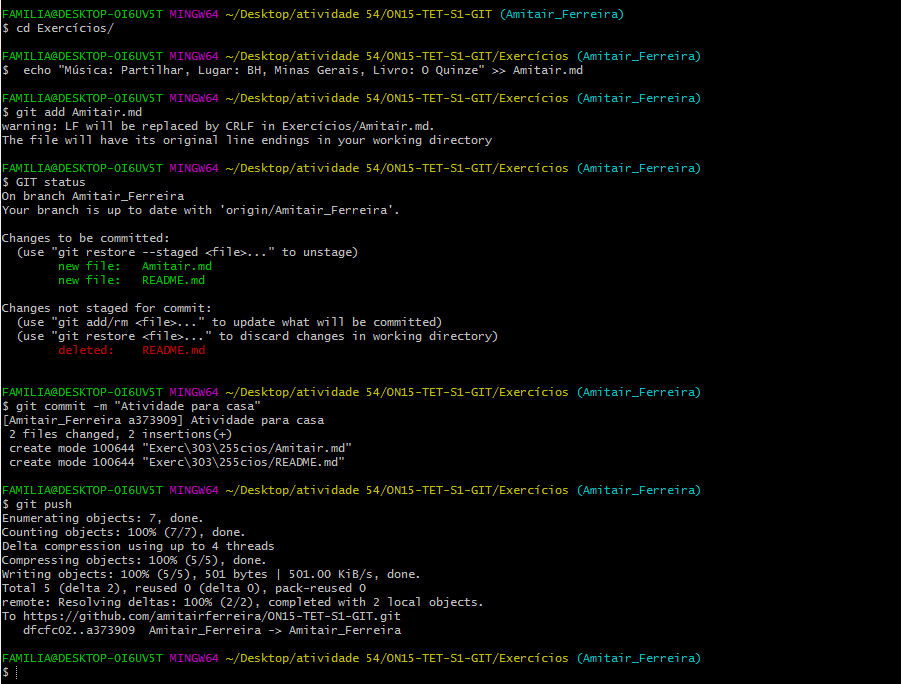 FAMILIA@DESKTOP-OI6UV5T MINGW64 ~/Desktop/atividade 54/ON15-TET-S1-GIT (Amitair_Ferreira)
$ cd Exercícios/
FAMILIA@DESKTOP-OI6UV5T MINGW64 ~/Desktop/atividade 54/ON15-TET-S1-GIT/Exercícios (Amitair_Ferreira)
$  echo "Música: Partilhar, Lugar: BH, Minas Gerais, Livro: O Quinze" >> Amitair.md
FAMILIA@DESKTOP-OI6UV5T MINGW64 ~/Desktop/atividade 54/ON15-TET-S1-GIT/Exercícios (Amitair_Ferreira)
$ git add Amitair.md
warning: LF will be replaced by CRLF in Exercícios/Amitair.md.
The file will have its original line endings in your working directory
FAMILIA@DESKTOP-OI6UV5T MINGW64 ~/Desktop/atividade 54/ON15-TET-S1-GIT/Exercícios (Amitair_Ferreira)
$ GIT status
On branch Amitair_Ferreira
Your branch is up to date with 'origin/Amitair_Ferreira'.
Changes to be committed:
  (use "git restore --staged <file>..." to unstage)
        new file:   Amitair.md
        new file:   README.md
Changes not staged for commit:
  (use "git add/rm <file>..." to update what will be committed)
  (use "git restore <file>..." to discard changes in working directory)
        deleted:    README.md
FAMILIA@DESKTOP-OI6UV5T MINGW64 ~/Desktop/atividade 54/ON15-TET-S1-GIT/Exercícios (Amitair_Ferreira)
$ git commit -m "Atividade para casa"
[Amitair_Ferreira a373909] Atividade para casa
 2 files changed, 2 insertions(+)
 create mode 100644 "Exerc\303\255cios/Amitair.md"
 create mode 100644 "Exerc\303\255cios/README.md"
FAMILIA@DESKTOP-OI6UV5T MINGW64 ~/Desktop/atividade 54/ON15-TET-S1-GIT/Exercícios (Amitair_Ferreira)
$ git push
Enumerating objects: 7, done.
Counting objects: 100% (7/7), done.
Delta compression using up to 4 threads
Compressing objects: 100% (5/5), done.
Writing objects: 100% (5/5), 501 bytes | 501.00 KiB/s, done.
Total 5 (delta 2), reused 0 (delta 0), pack-reused 0
remote: Resolving deltas: 100% (2/2), completed with 2 local objects.
To https://github.com/amitairferreira/ON15-TET-S1-GIT.git
   dfcfc02..a373909  Amitair_Ferreira -> Amitair_Ferreira
FAMILIA@DESKTOP-OI6UV5T MINGW64 ~/Desktop/atividade 54/ON15-TET-S1-GIT/Exercícios (Amitair_Ferreira)
$